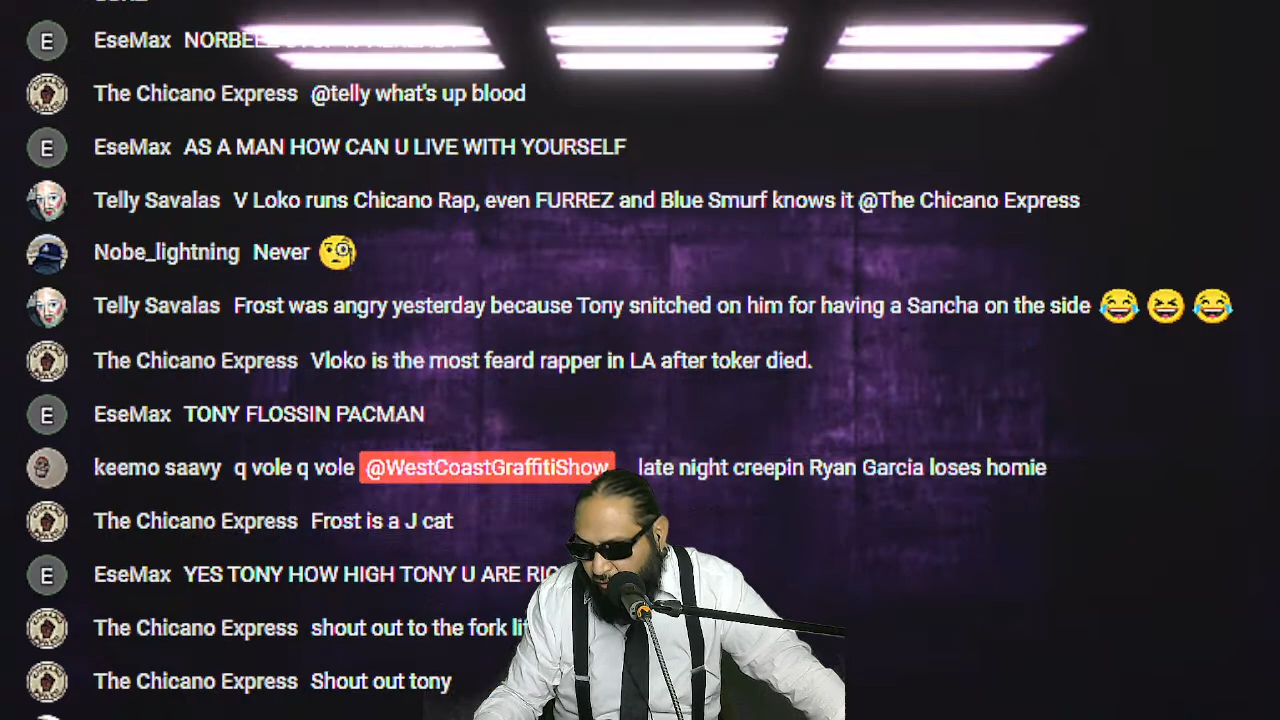 E EseMax
The Chicano Express @telly what's up blood
E EseMax AS A MAN HOW CAN U LIVE WITH YOURSELF
Telly Savalas V Loko runs Chicano Rap, even FURREZ and Blue Smurf knows it @The Chicano Express
Nobe_lightning Never 🧐
Telly Savalas Frost was angry yesterday because Tony snitched on him for having a Sancha on the side 😂 😆 😂
The Chicano Express Vloko is the most feard rapper in LA after toker died.
E EseMax TONY FLOSSIN PACMAN
keemo saavy q vole q vole @WestCoastGraffitiShow late night creepin Ryan Garcia loses homie
The Chicano Express Frost is a J cat
E EseMax YES TONY HOW HIGH TONY U ARE
The Chicano Express shout out to the fork
The Chicano Express Shout out tony